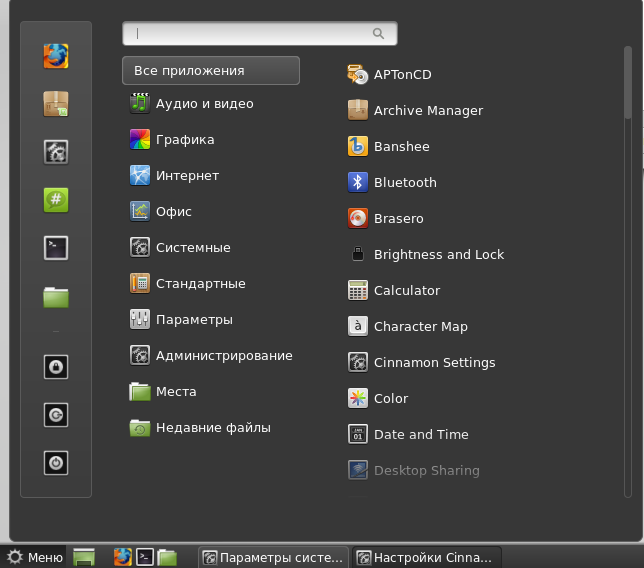 Все приложения
Аудио и видео
Графика
Интернет
Офис
Системные
Стандартные
Параметры
Администрирование
Места
Недавние файлы
APTonCD
Archive Manager
Banshee
Bluetooth
Brasero
Brightness and Lock
Calculator
Character Map
Cinnamon Settings
Color
Date and Time
Desktop Sharing
Меню
Параметры систе...
Настройки Cinna...